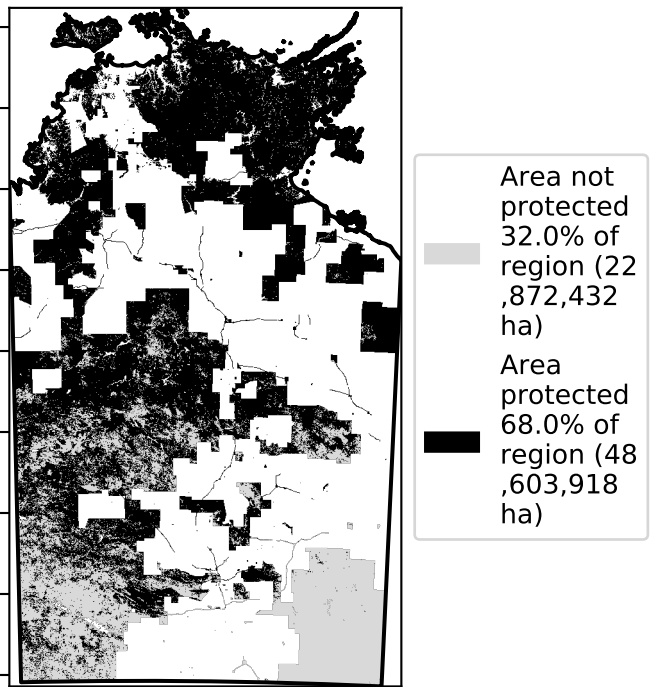 Area not
protected
32.0% of
region (22
,872,432
ha)
Area
protected
68.0% of
region (48
,603,918
ha)